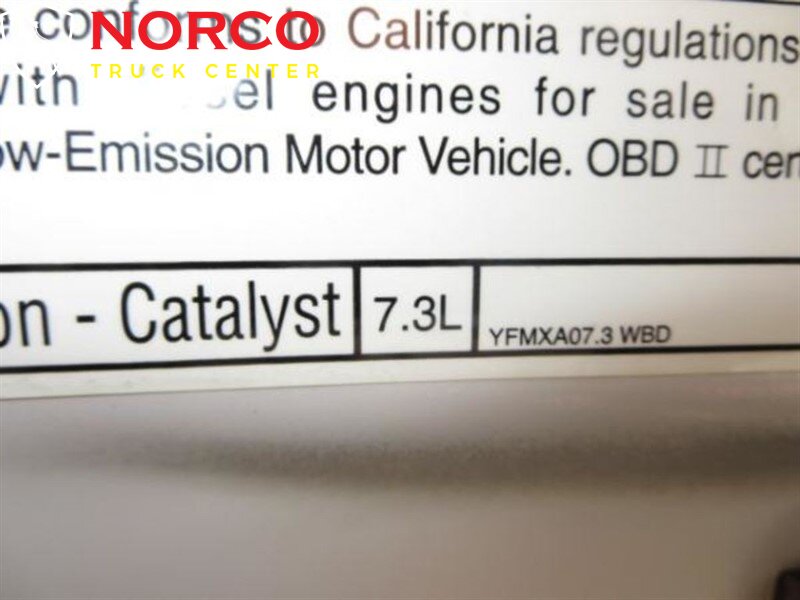 NORCO
TRUCK CENTER
conforms to California regulations
with diesel engines for sale in
ow-Emission Motor Vehicle. OBD II cer
on - Catalyst 7.3L YFMXA07.3 WBD